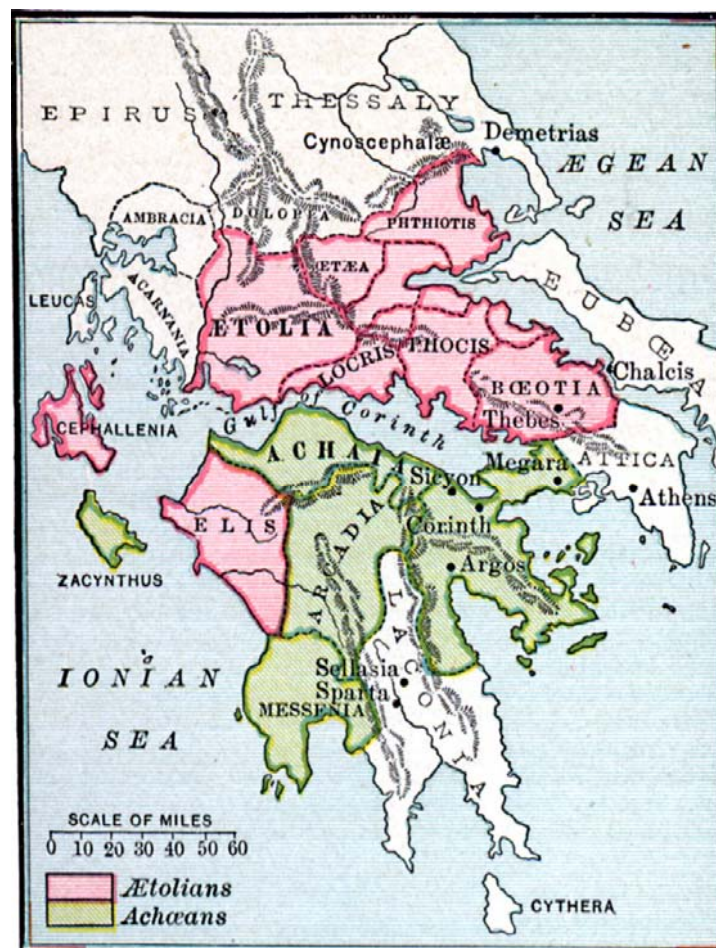 EPIRUS
THESSALY
Cynoscephalæ
Demetrias
ÆGEAN
SEA
AMBRACIA
DOLOPIA
PHTHIOTIS
ŒTÆA
LEUCAS
ACARNANIA
ÆTOLIA
LOCRIS
PHOCIS
EUBŒA
BŒOTIA
Chalcis
Thebes
CEPHALLENIA
Gulf of Corinth
ACHAIA
Megara
ATTICA
Sicyon
Athens
ELIS
Corinth
ARCADIA
Argos
ZACYNTHUS
LACONIA
IONIAN
SEA
Sellasia
Sparta
MESSENIA
SCALE OF MILES
0 10 20 30 40 50 60
Ætolians
Achæans
CYTHERA